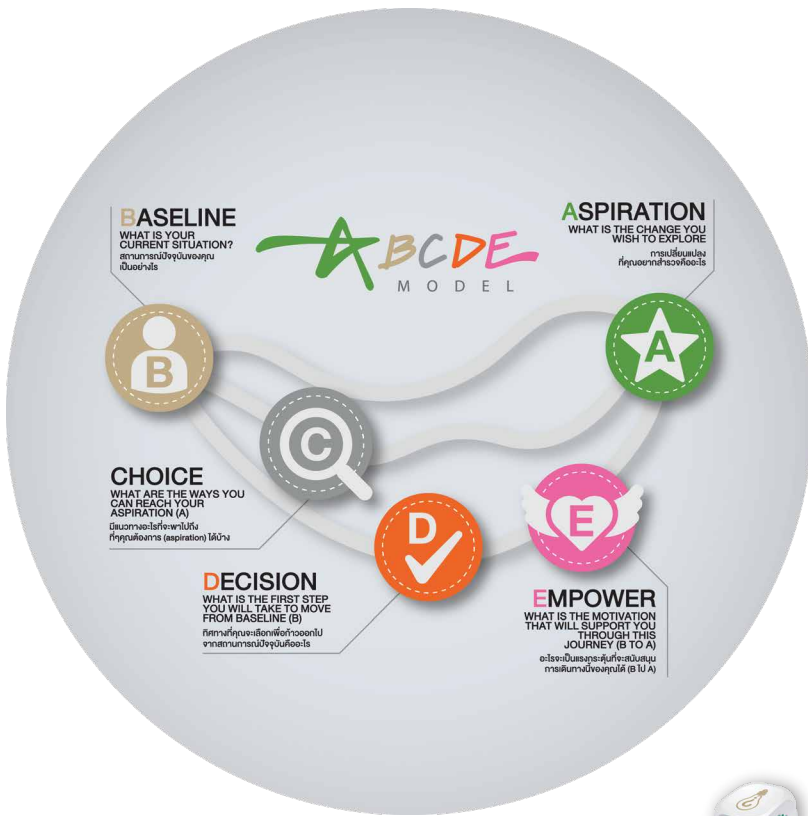 BASELINE
WHAT IS YOUR
CURRENT SITUATION?
สถานการณ์ปัจจุบันของคุณ
เป็นอย่างไร
ABCDE
MODEL
ASPIRATION
WHAT IS THE CHANGE YOU
WISH TO EXPLORE
การเปลี่ยนแปลง
ที่คุณอยากสำรวจคืออะไร
B
A
C
CHOICE
WHAT ARE THE WAYS YOU
CAN REACH YOUR
ASPIRATION (A)
มีแนวทางอะไรที่จะพาไปถึง
ที่ๆคุณต้องการ (aspiration) ได้บ้าง
D
E
DECISION
WHAT IS THE FIRST STEP
YOU WILL TAKE TO MOVE
FROM BASELINE (B)
ทิศทางที่คุณจะเลือกเพื่อก้าวออกไป
จากสถานการณ์ปัจจุบันคืออะไร
EMPOWER
WHAT IS THE MOTIVATION
THAT WILL SUPPORT YOU
THROUGH THIS
JOURNEY (B TO A)
อะไรจะเป็นแรงกระตุ้นที่จะสนับสนุน
การเดินทางนี้ของคุณได้ (B ไป A)
C